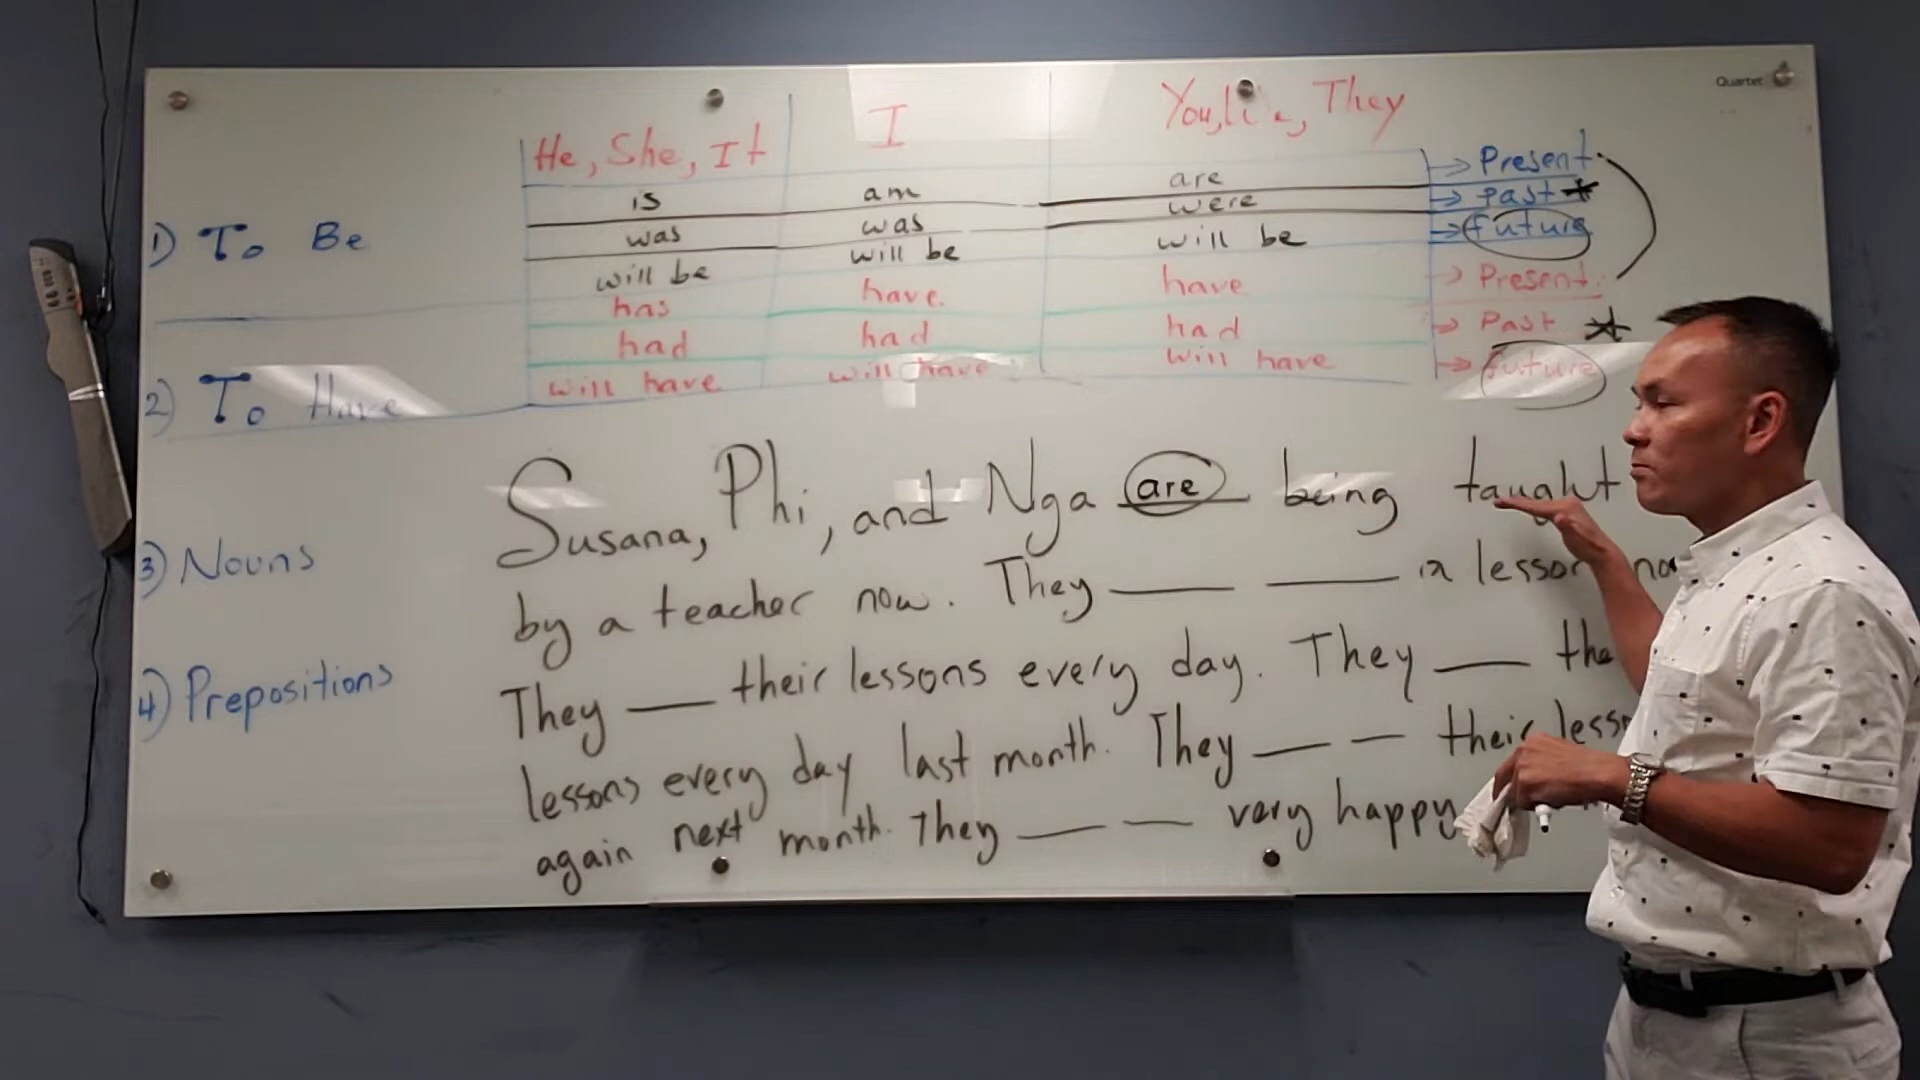 Quartet
He, She, It I You, We, They
is am are → Present
was was were → Past *
1) To Be
will be will be will be → future
has have. have → Present.
had had had → Past *
will have will have will have → future
2) To Have
Susana, Phi, and Nga are being taught
3) Nouns
by a teacher now. They ___ ___ a lesson
They ___ their lessons every day. They ___
4) Prepositions
lessons every day last month. They ___ ___ their
again next month. They ___ ___ very happy